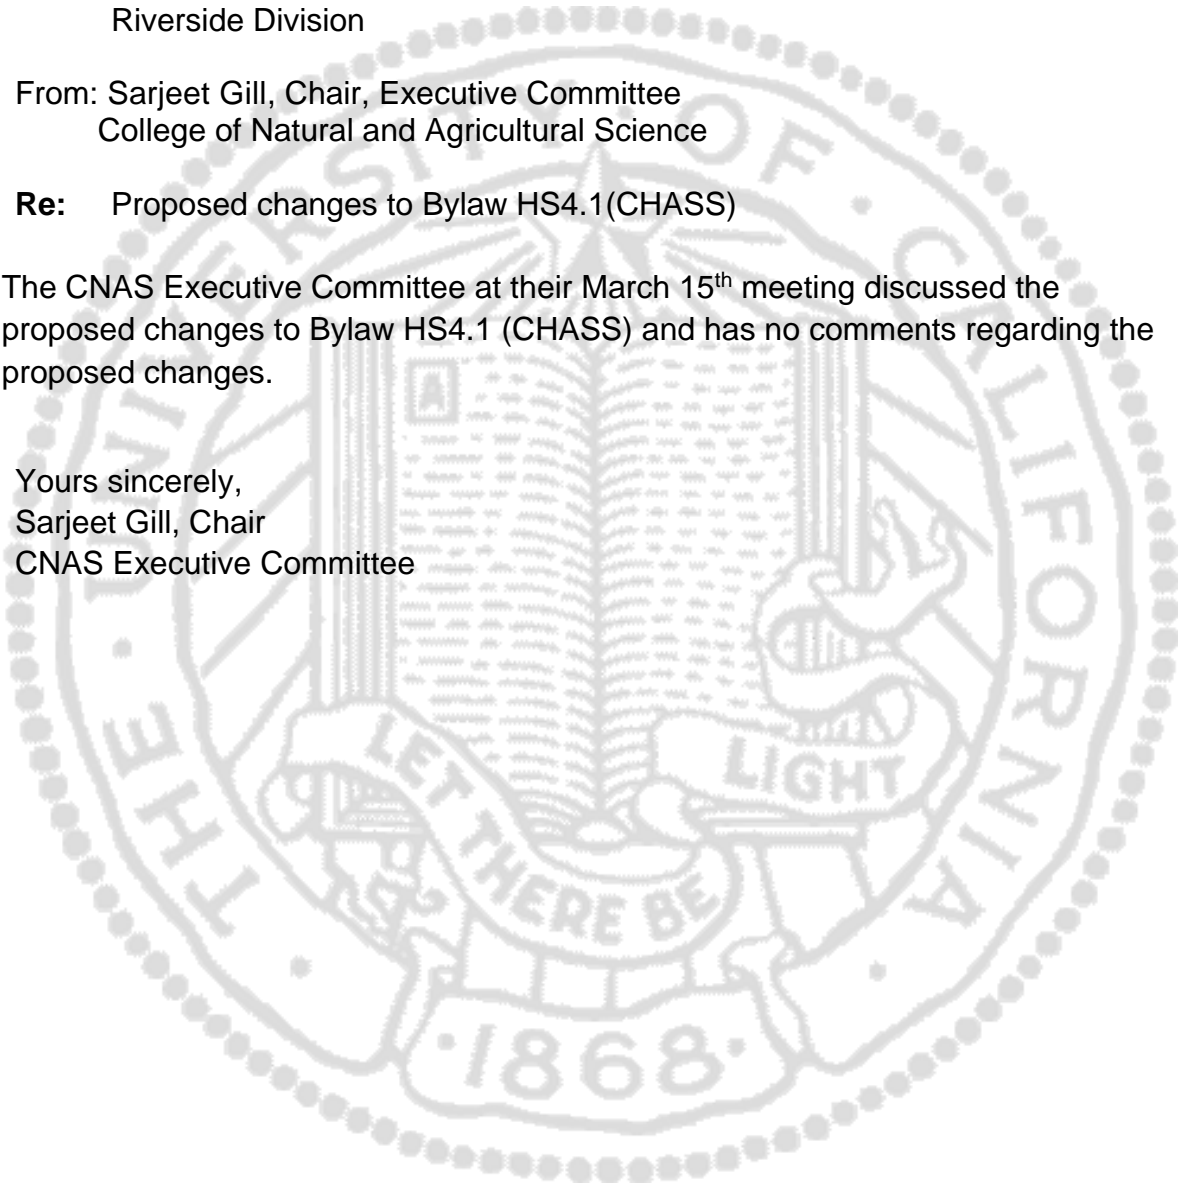 Riverside Division
From: Sarjeet Gill, Chair, Executive Committee
College of Natural and Agricultural Science
Re: Proposed changes to Bylaw HS4.1(CHASS)
The CNAS Executive Committee at their March 15th meeting discussed the
proposed changes to Bylaw HS4.1 (CHASS) and has no comments regarding the
proposed changes.
Yours sincerely,
Sarjeet Gill, Chair
CNAS Executive Committee
THE · UNIVERSITY · OF · CALIFORNIA ·
A
LET THERE BE LIGHT
·1868·